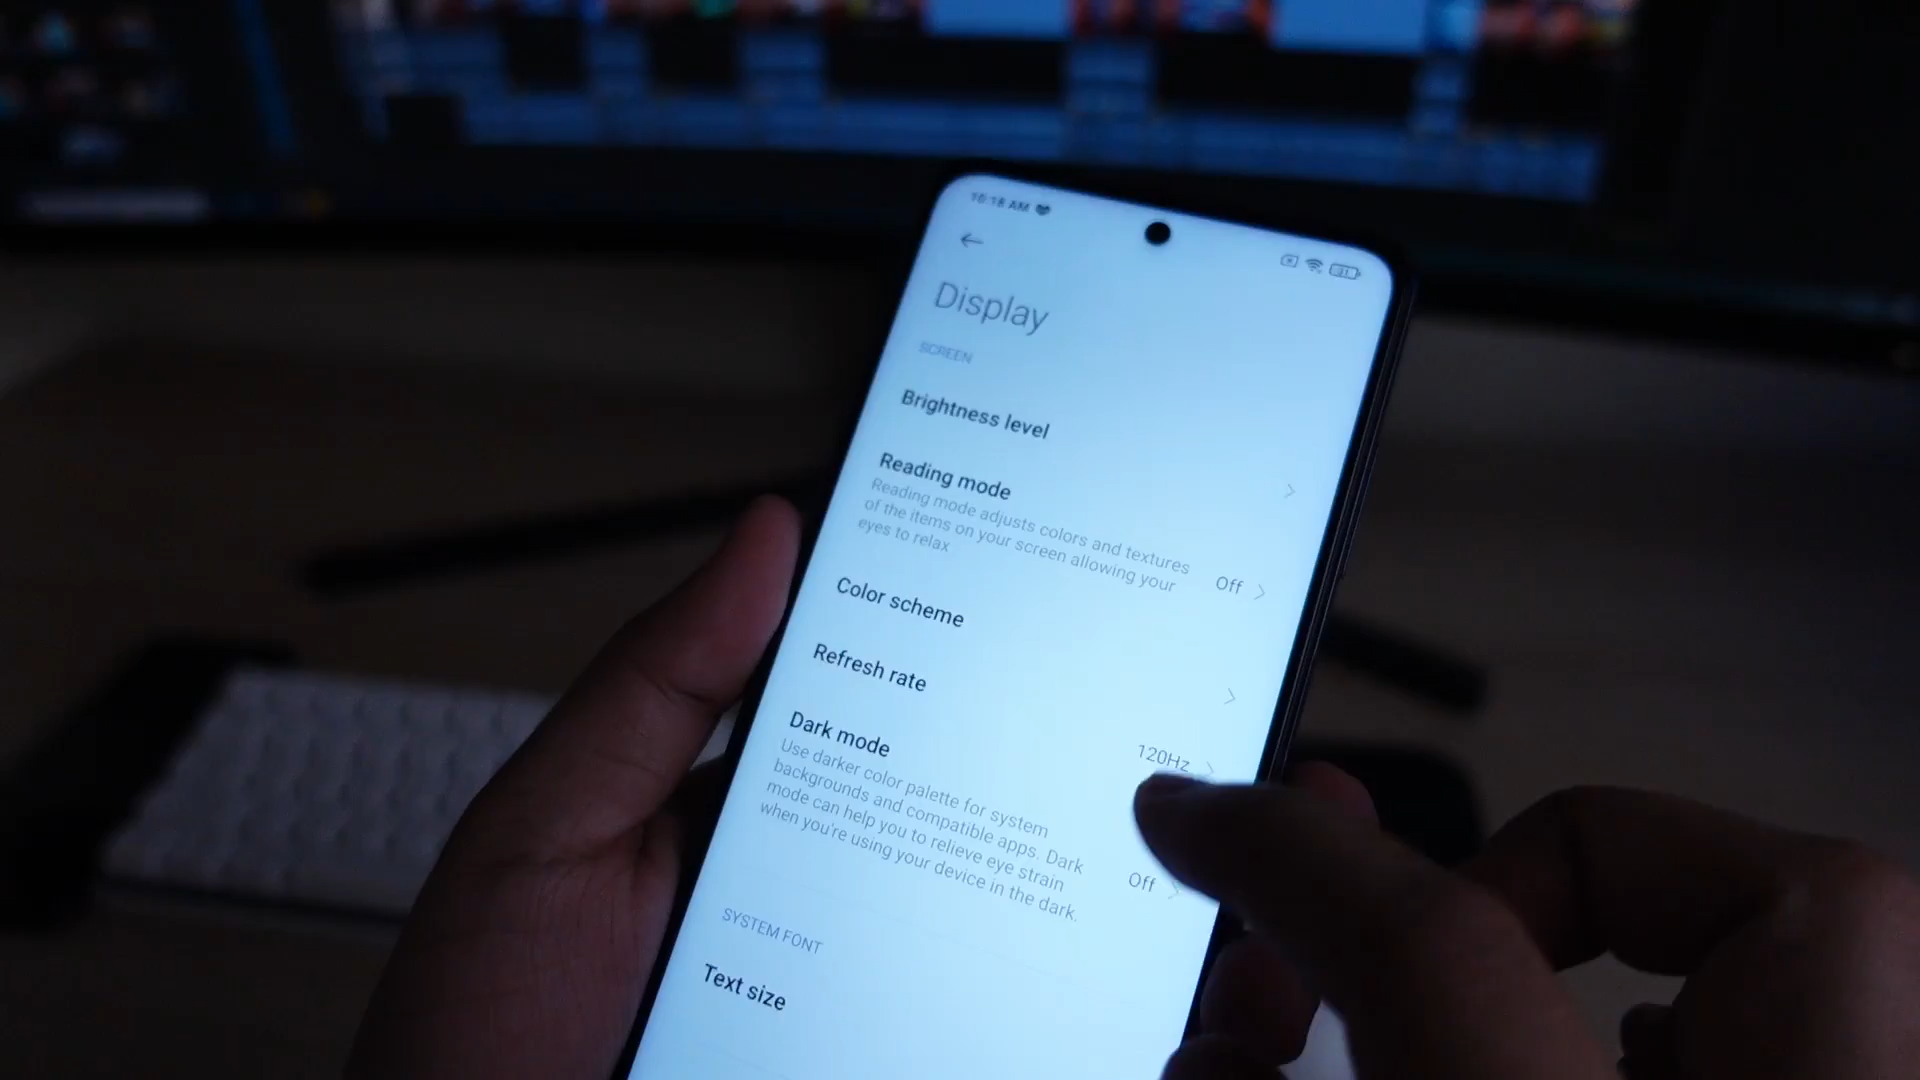 10:18 AM
Display
SCREEN
Brightness level
Reading mode
Reading mode adjusts colors and textures
of the items on your screen allowing your
eyes to relax
Off
Color scheme
Refresh rate
120Hz
Dark mode
Use darker color palette for system
backgrounds and compatible apps. Dark
mode can help you to relieve eye strain
when you're using your device in the dark.
Off
SYSTEM FONT
Text size